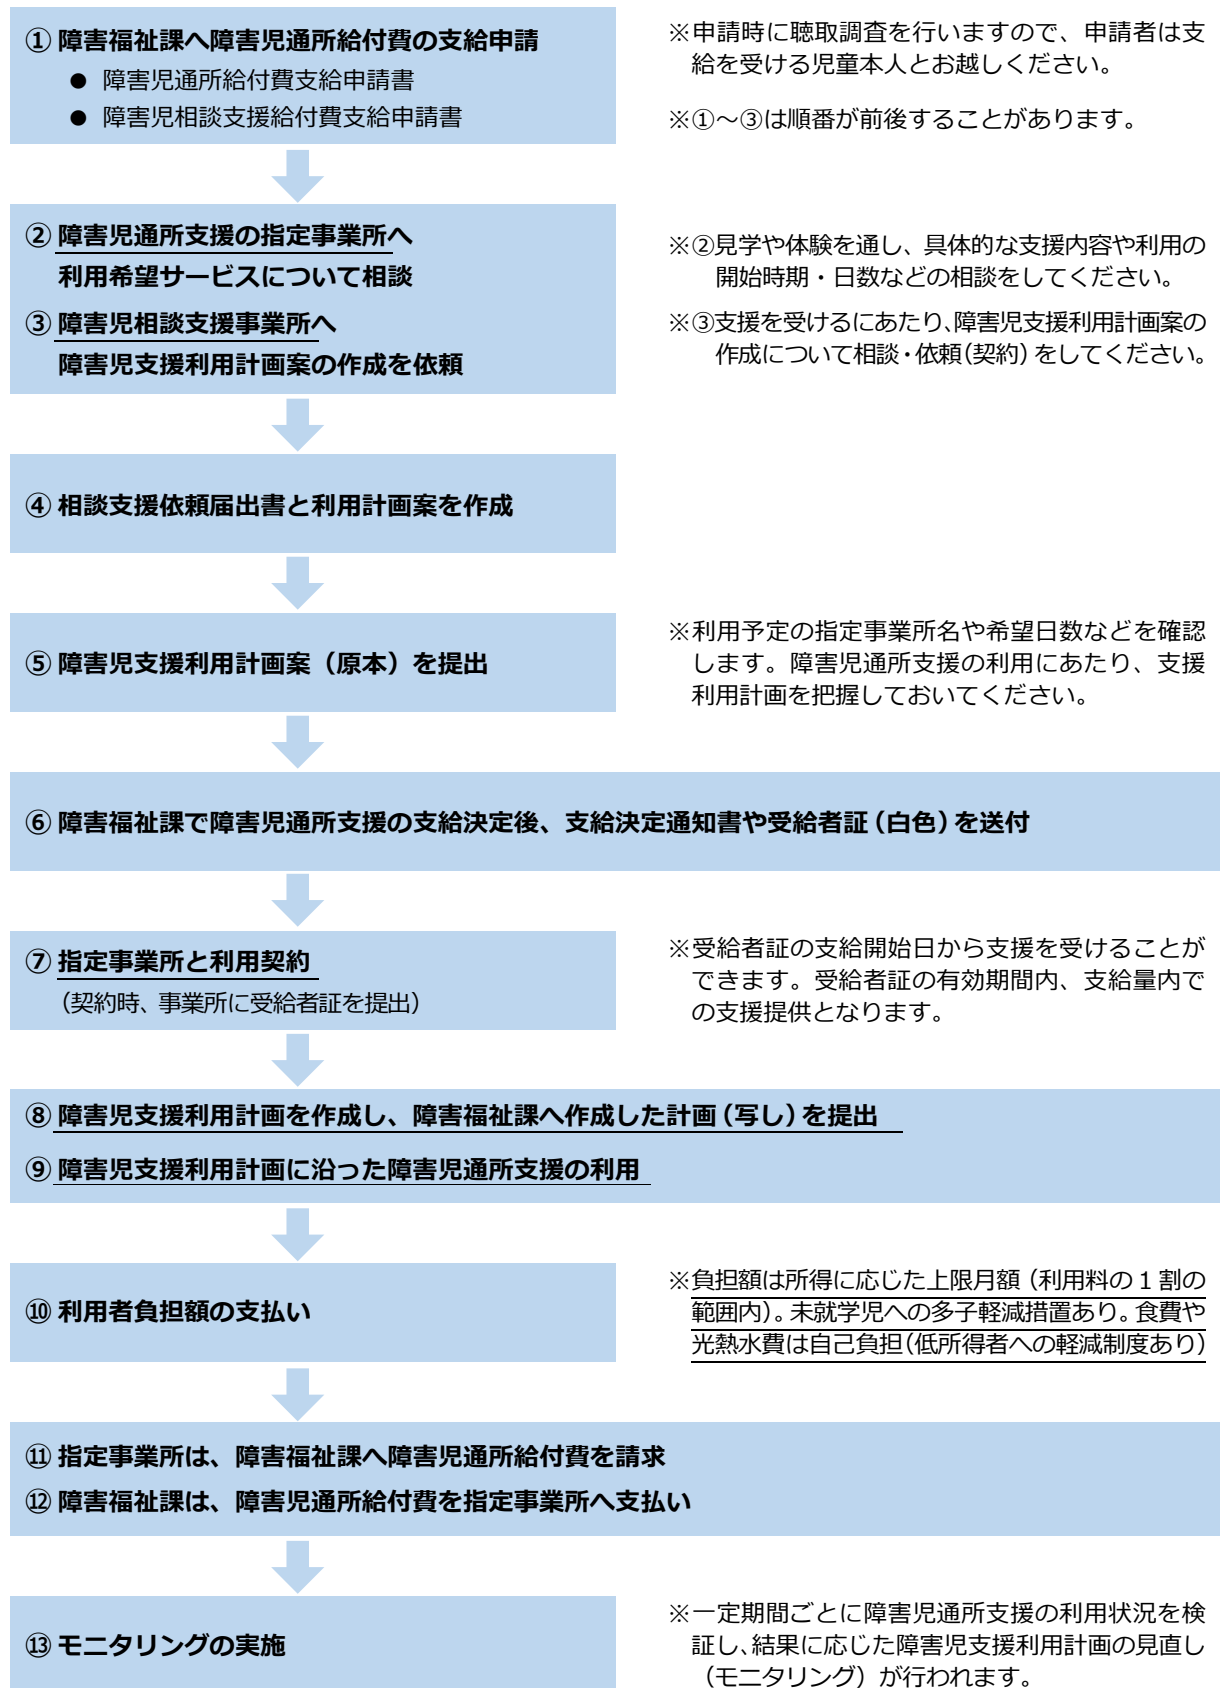 ① 障害福祉課へ障害児通所給付費の支給申請
● 障害児通所給付費支給申請書
● 障害児相談支援給付費支給申請書
※申請時に聴取調査を行いますので、申請者は支
給を受ける児童本人とお越しください。
※①～③は順番が前後することがあります。
② 障害児通所支援の指定事業所へ
利用希望サービスについて相談
③ 障害児相談支援事業所へ
障害児支援利用計画案の作成を依頼
※②見学や体験を通し、具体的な支援内容や利用の
開始時期・日数などの相談をしてください。
※③支援を受けるにあたり、障害児支援利用計画案の
作成について相談・依頼（契約）をしてください。
④ 相談支援依頼届出書と利用計画案を作成
⑤ 障害児支援利用計画案（原本）を提出
※利用予定の指定事業所名や希望日数などを確認
します。障害児通所支援の利用にあたり、支援
利用計画を把握しておいてください。
⑥ 障害福祉課で障害児通所支援の支給決定後、支給決定通知書や受給者証（白色）を送付
⑦ 指定事業所と利用契約
（契約時、事業所に受給者証を提出）
※受給者証の支給開始日から支援を受けることが
できます。受給者証の有効期間内、支給量内で
の支援提供となります。
⑧ 障害児支援利用計画を作成し、障害福祉課へ作成した計画（写し）を提出
⑨ 障害児支援利用計画に沿った障害児通所支援の利用
⑩ 利用者負担額の支払い
※負担額は所得に応じた上限月額（利用料の１割の
範囲内）。未就学児への多子軽減措置あり。食費や
光熱水費は自己負担（低所得者への軽減制度あり）
⑪ 指定事業所は、障害福祉課へ障害児通所給付費を請求
⑫ 障害福祉課は、障害児通所給付費を指定事業所へ支払い
⑬ モニタリングの実施
※一定期間ごとに障害児通所支援の利用状況を検
証し、結果に応じた障害児支援利用計画の見直し
（モニタリング）が行われます。